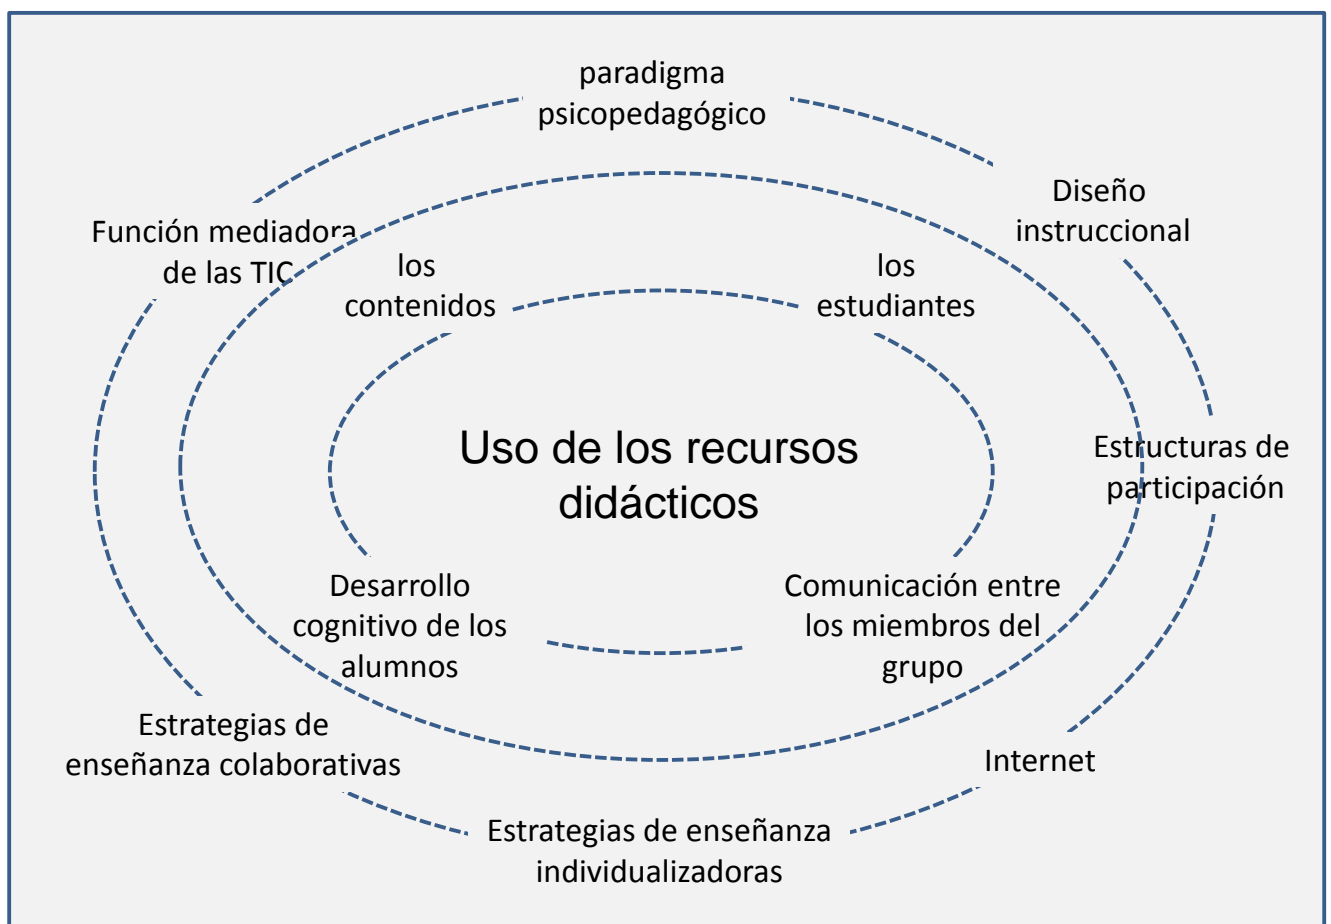 paradigma
psicopedagógico
Diseño
instruccional
Función mediadora
de las TIC
los
contenidos
los
estudiantes
Uso de los recursos
didácticos
Estructuras de
participación
Desarrollo
cognitivo de los
alumnos
Comunicación entre
los miembros del
grupo
Estrategias de
enseñanza colaborativas
Internet
Estrategias de enseñanza
individualizadoras